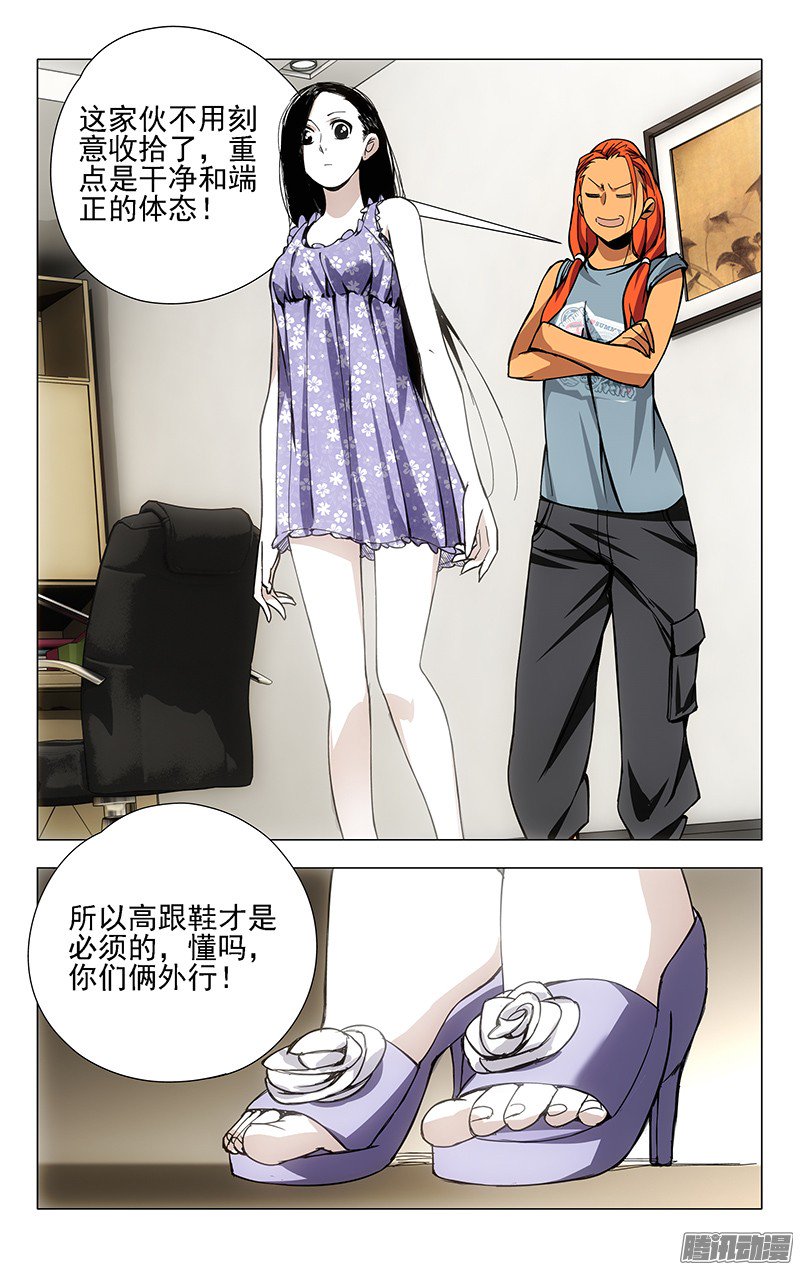 这家伙不用刻
意收拾了，重
点是干净和端
正的体态！
所以高跟鞋才是
必须的，懂吗，
你们俩外行！
腾讯动漫